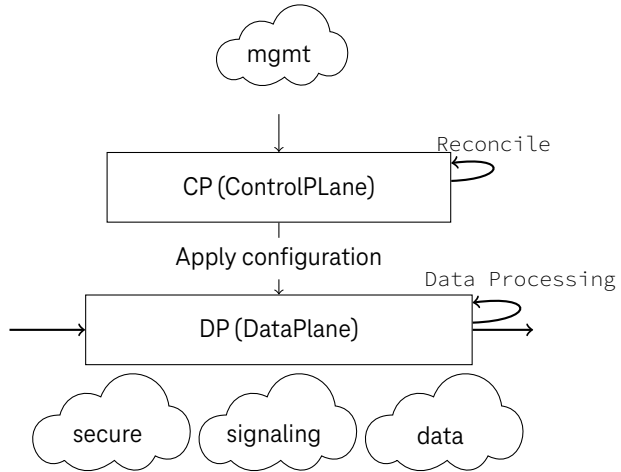 mgmt
Reconcile
CP (ControlPLane)
Apply configuration
Data Processing
DP (DataPlane)
secure
signaling
data